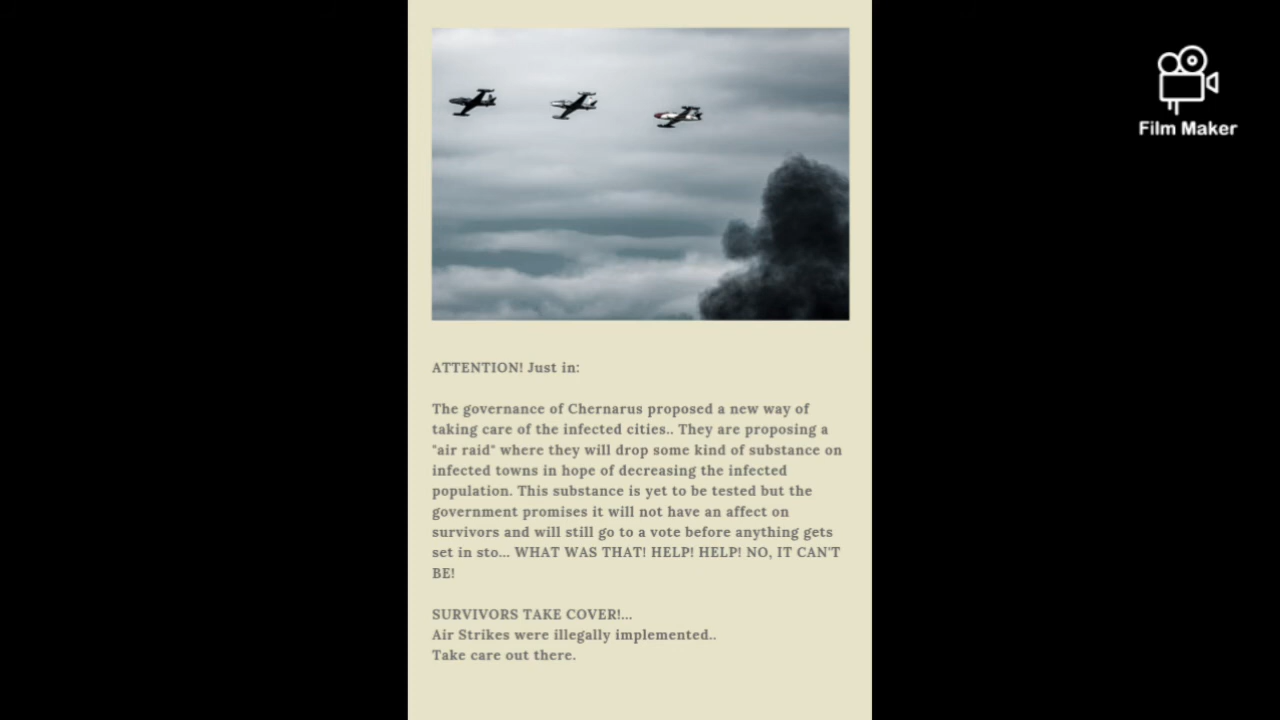 Film Maker
ATTENTION! Just in:
The governance of Chernarus proposed a new way of
taking care of the infected cities.. They are proposing a
"air raid" where they will drop some kind of substance on
infected towns in hope of decreasing the infected
population. This substance is yet to be tested but the
government promises it will not have an affect on
survivors and will still go to a vote before anything gets
set in sto... WHAT WAS THAT! HELP! HELP! NO, IT CAN'T
BE!
SURVIVORS TAKE COVER!...
Air Strikes were illegally implemented..
Take care out there.